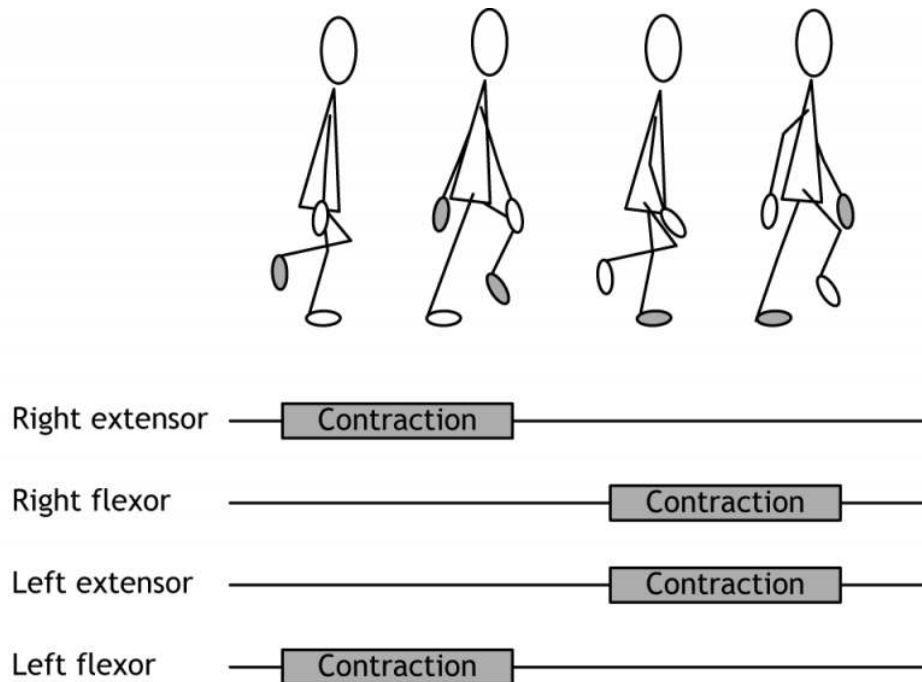 Right extensor Contraction
Right flexor Contraction
Left extensor Contraction
Left flexor Contraction